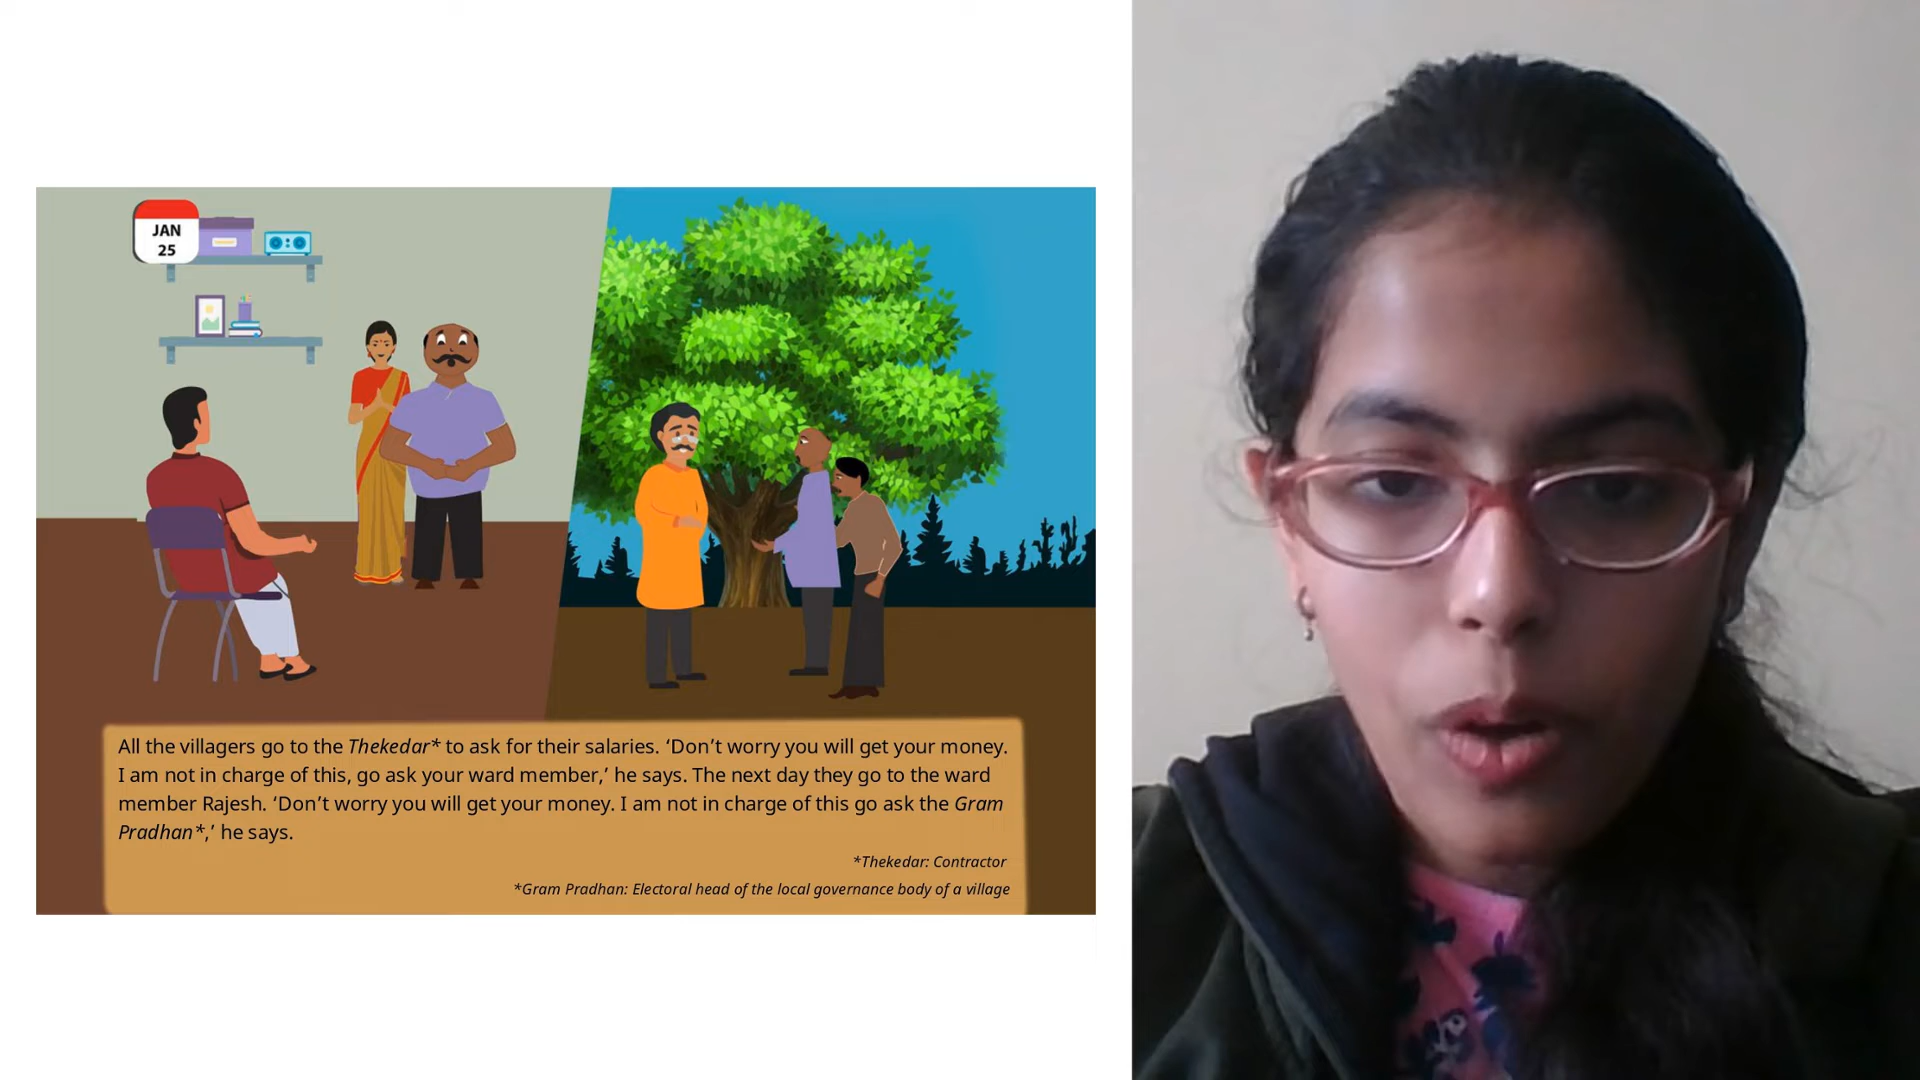 JAN
25
All the villagers go to the Thekedar* to ask for their salaries. ‘Don’t worry you will get your money.
I am not in charge of this, go ask your ward member,’ he says. The next day they go to the ward
member Rajesh. ‘Don’t worry you will get your money. I am not in charge of this go ask the Gram
Pradhan*,’ he says.
*Thekedar: Contractor
*Gram Pradhan: Electoral head of the local governance body of a village